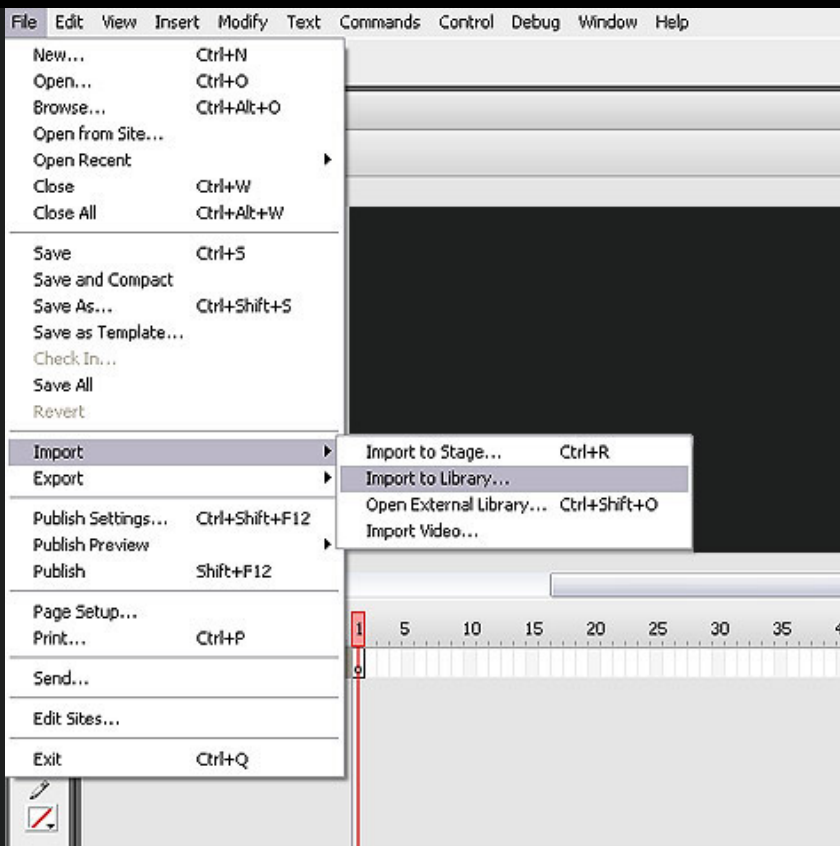 File Edit View Insert Modify Text Commands Control Debug Window Help
New... Ctrl+N
Open... Ctrl+O
Browse... Ctrl+Alt+O
Open from Site...
Open Recent
Close Ctrl+W
Close All Ctrl+Alt+W
Save Ctrl+S
Save and Compact
Save As... Ctrl+Shift+S
Save as Template...
Check In...
Save All
Revert
Import
Export
Publish Settings... Ctrl+Shift+F12
Publish Preview
Publish Shift+F12
Page Setup...
Print... Ctrl+P
Send...
Edit Sites...
Exit Ctrl+Q
Import to Stage... Ctrl+R
Import to Library...
Open External Library... Ctrl+Shift+O
Import Video...
1 5 10 15 20 25 30 35